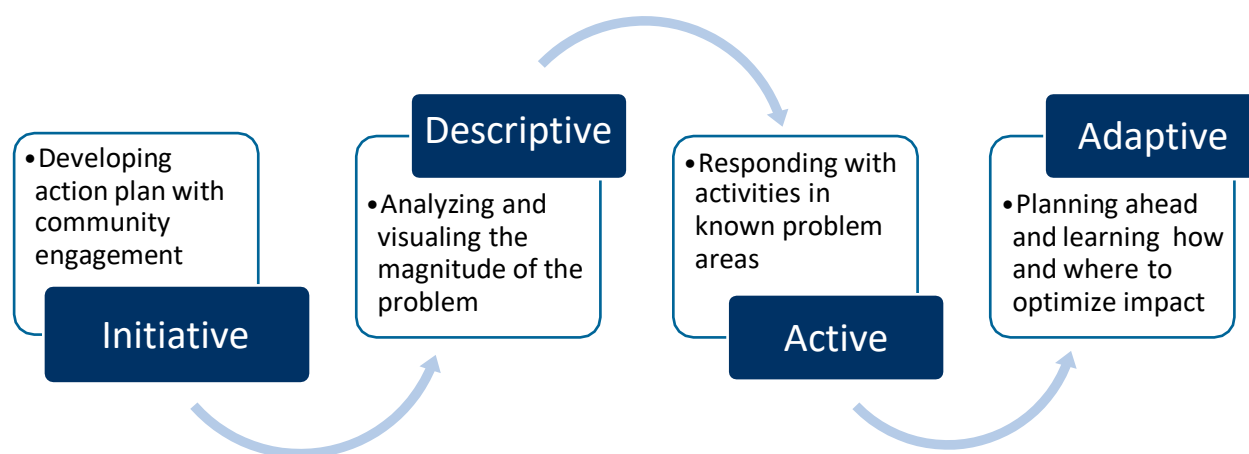 •Developing
action plan with
community
engagement
Initiative
Descriptive
•Analyzing and
visualing the
magnitude of the
problem
•Responding with
activities in
known problem
areas
Active
Adaptive
•Planning ahead
and learning how
and where to
optimize impact